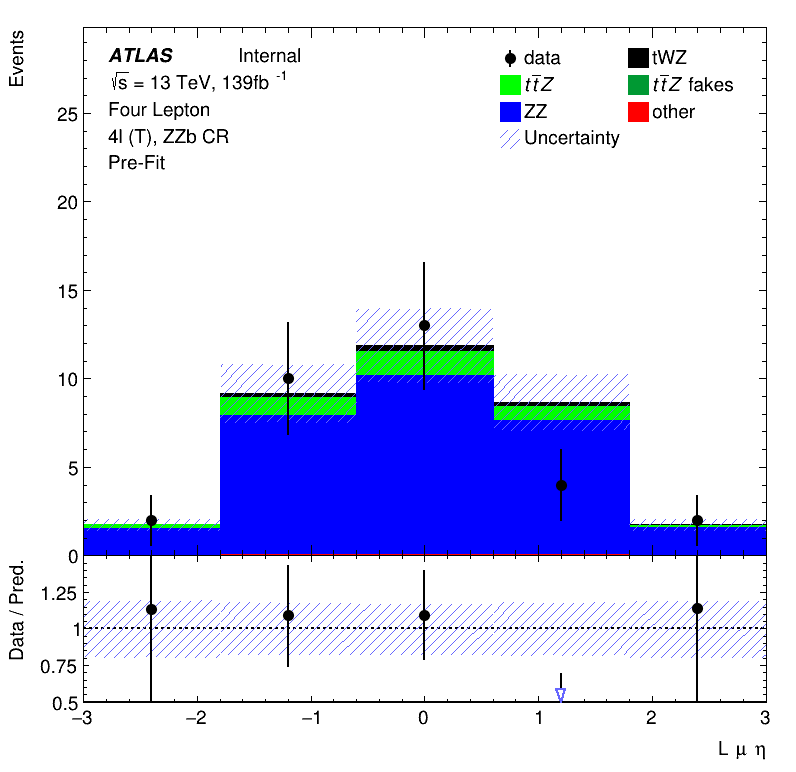 Events
ATLAS Internal
√s = 13 TeV, 139fb -1
Four Lepton
4l (T), ZZb CR
Pre-Fit
data tWZ
tt̄Z tt̄Z fakes
ZZ other
Uncertainty
25
20
15
10
5
0
Data / Pred.
1.25
1
0.75
0.5
−3 −2 −1 0 1 2 3
L μ η